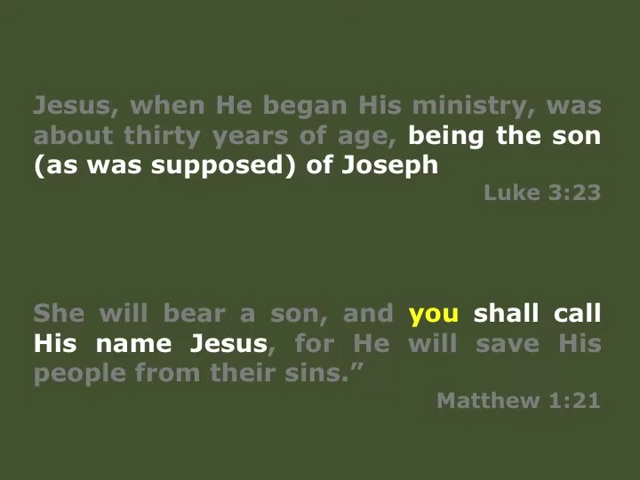 Jesus, when He began His ministry, was
about thirty years of age, being the son
(as was supposed) of Joseph
Luke 3:23
She will bear a son, and you shall call
His name Jesus, for He will save His
people from their sins.”
Matthew 1:21